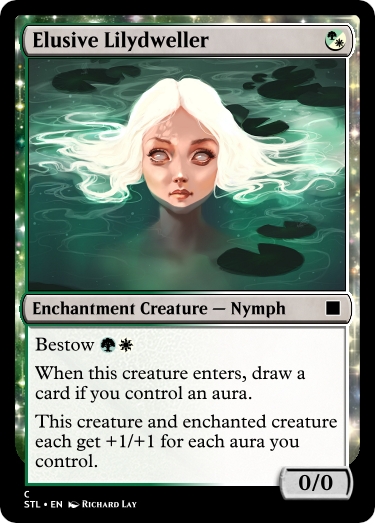 Elusive Lilydweller
Enchantment Creature — Nymph
Bestow
When this creature enters, draw a
card if you control an aura.
This creature and enchanted creature
each get +1/+1 for each aura you
control.
0/0
C
STL • EN Richard Lay